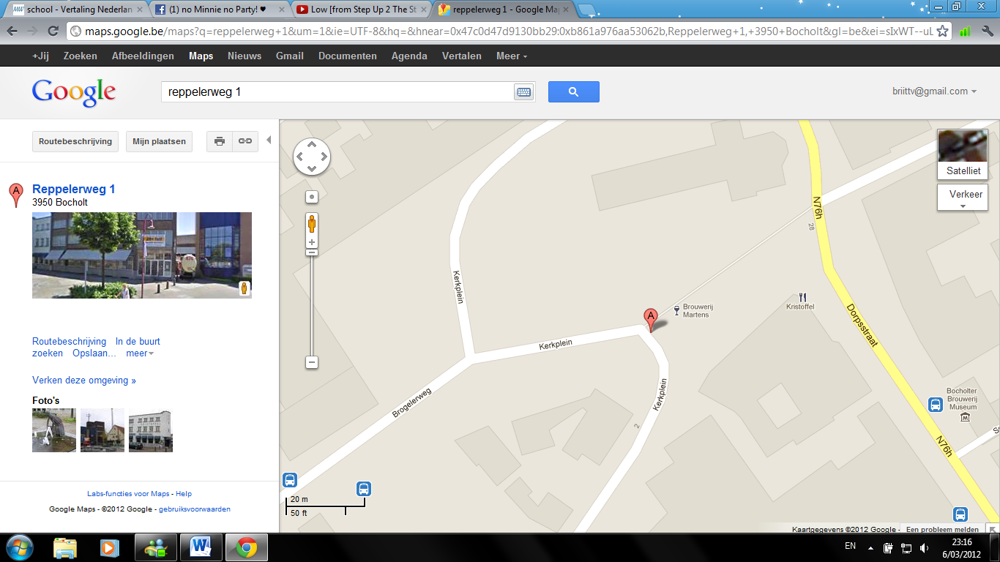 school - Vertaling Nederlan
(1) no Minnie no Party! ♥
Low [from Step Up 2 The St
reppelerweg 1 - Google Ma
maps.google.be/maps?q=reppelerweg+1&um=1&ie=UTF-8&hq=&hnear=0x47c0d47d9130bb29:0xb861a976aa53062b,Reppelerweg+1,+3950+Bocholt&gl=be&ei=sIxWT--uL
+Jij Zoeken Afbeeldingen Maps Nieuws Gmail Documenten Agenda Vertalen Meer
Google
reppelerweg 1
briittv@gmail.com
Routebeschrijving
Mijn plaatsen
A
Reppelerweg 1
3950 Bocholt
Routebeschrijving In de buurt
zoeken Opslaan... meer
Verken deze omgeving »
Foto's
Labs-functies voor Maps - Help
Google Maps - ©2012 Google - gebruiksvoorwaarden
Satelliet
Verkeer
N76h
28
Kerkplein
Kristoffel
Brouwerij
Martens
A
Dorpsstraat
Kerkplein
Kerkplein
Brogelerweg
2
Bocholter
Brouwerij
Museum
N76h
20 m
50 ft
Kaartgegevens ©2012 Google -
Een probleem melden
EN
23:16
6/03/2012